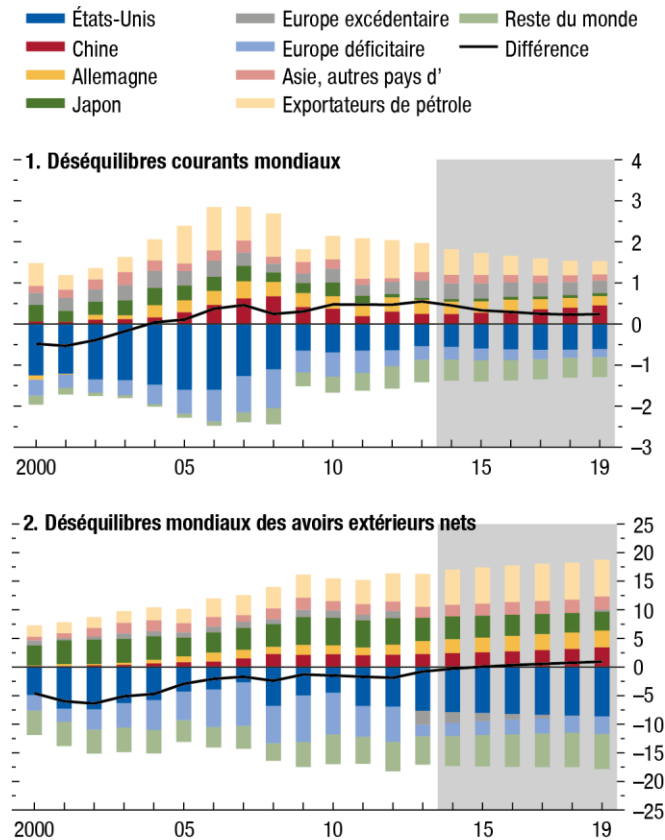 États-Unis
Chine
Allemagne
Japon
Europe excédentaire
Europe déficitaire
Asie, autres pays d’
Exportateurs de pétrole
Reste du monde
Différence
1. Déséquilibres courants mondiaux
4
3
2
1
0
–1
–2
–3
2000 05 10 15 19
2. Déséquilibres mondiaux des avoirs extérieurs nets
25
20
15
10
5
0
–5
–10
–15
–20
–25
2000 05 10 15 19